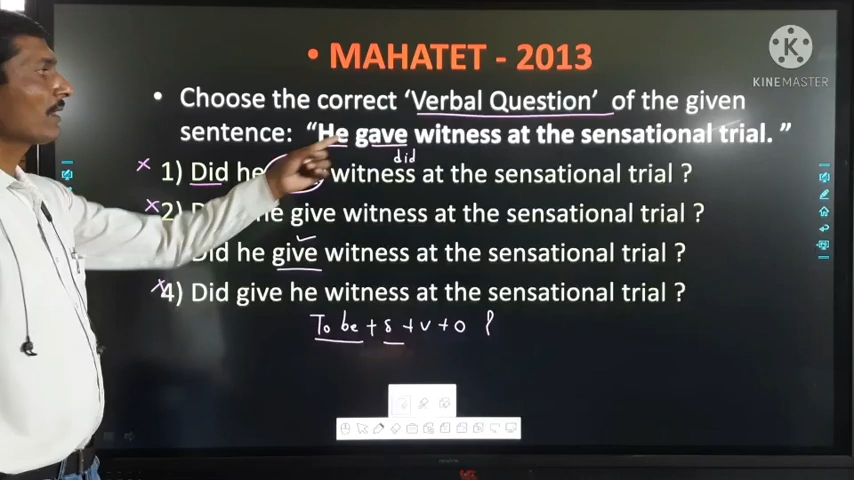 • MAHATET - 2013
KINEMASTER
• Choose the correct ‘Verbal Question’ of the given
sentence: “He gave witness at the sensational trial. ”
did
1) Did he witness at the sensational trial ?
2) he give witness at the sensational trial ?
Did he give witness at the sensational trial ?
4) Did give he witness at the sensational trial ?
To be + s + v + o ?